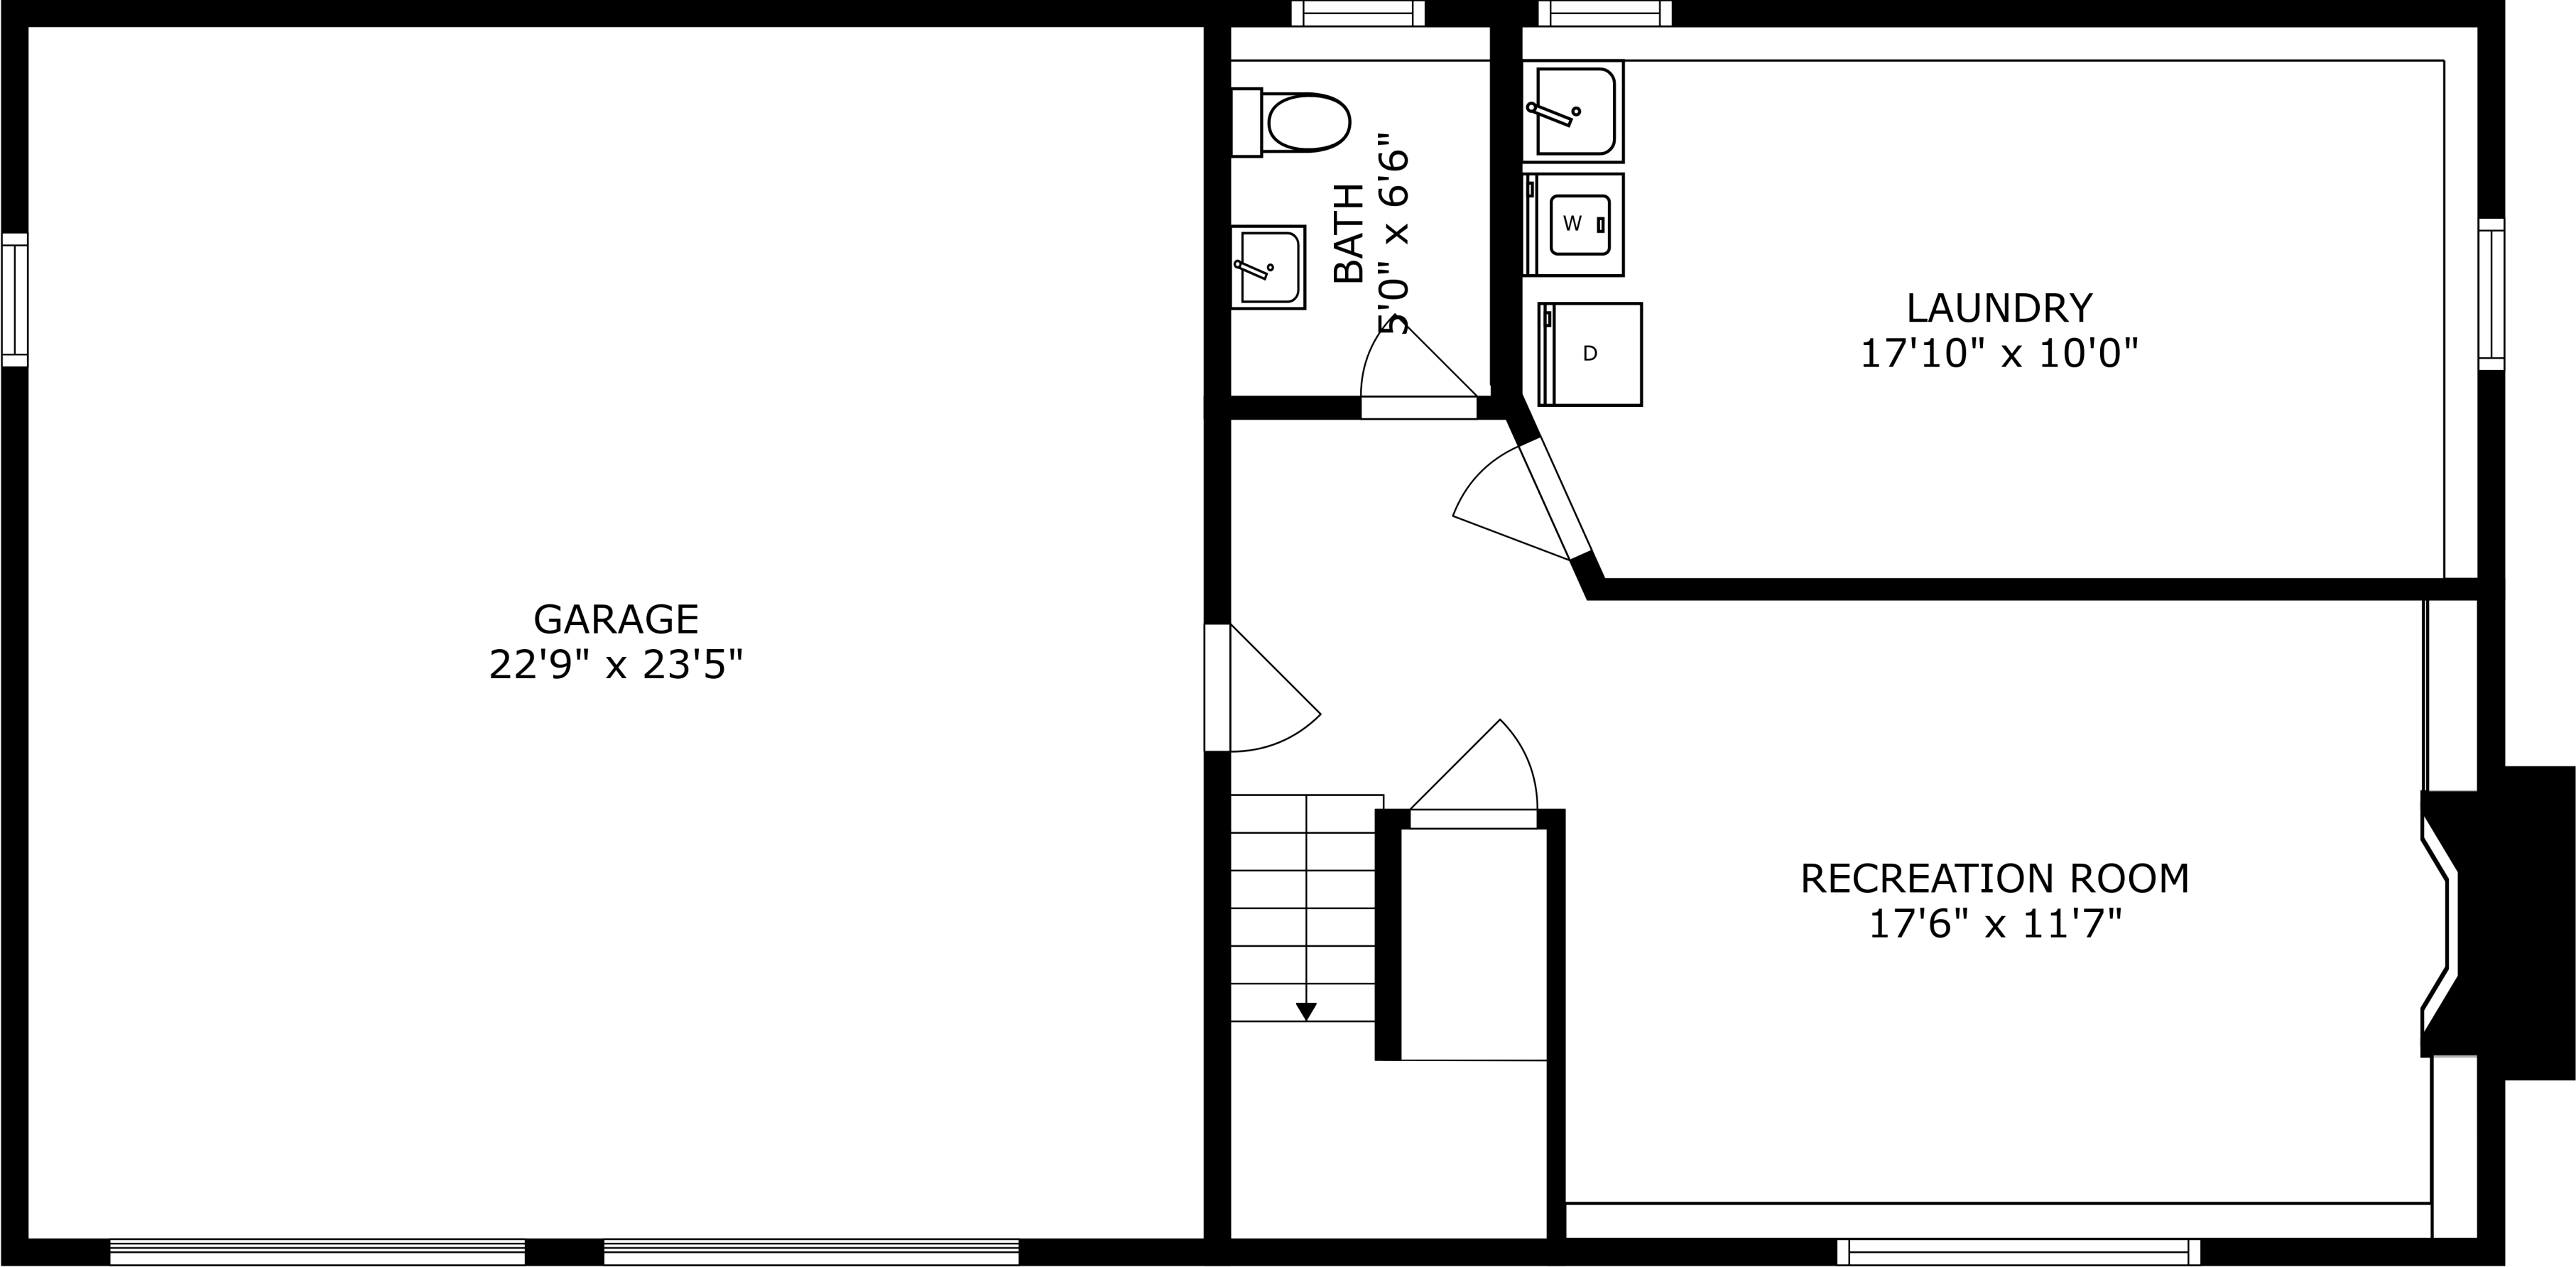 BATH
5'0" x 6'6"
W
D
LAUNDRY
17'10" x 10'0"
GARAGE
22'9" x 23'5"
RECREATION ROOM
17'6" x 11'7"